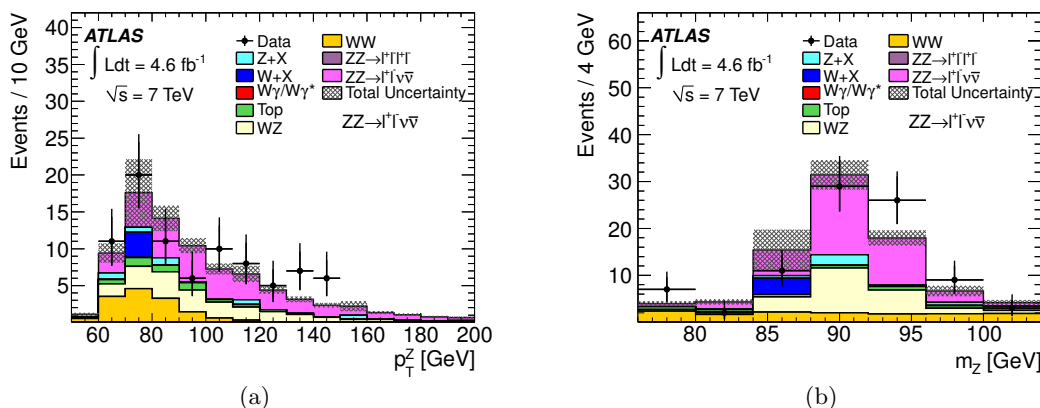 Events / 10 GeV
40
35
30
25
20
15
10
5
ATLAS
∫ Ldt = 4.6 fb⁻¹
√s = 7 TeV
Data
Z+X
W+X
Wγ/Wγ*
Top
WZ
WW
ZZ→l⁺l⁻l⁺l⁻
ZZ→l⁺l⁻νν̅
Total Uncertainty
ZZ→l⁺l⁻νν̅
60 80 100 120 140 160 180 200
p_T^Z [GeV]
(a)
Events / 4 GeV
60
50
40
30
20
10
ATLAS
∫ Ldt = 4.6 fb⁻¹
√s = 7 TeV
Data
Z+X
W+X
Wγ/Wγ*
Top
WZ
WW
ZZ→l⁺l⁻l⁺l⁻
ZZ→l⁺l⁻νν̅
Total Uncertainty
ZZ→l⁺l⁻νν̅
80 85 90 95 100
m_Z [GeV]
(b)